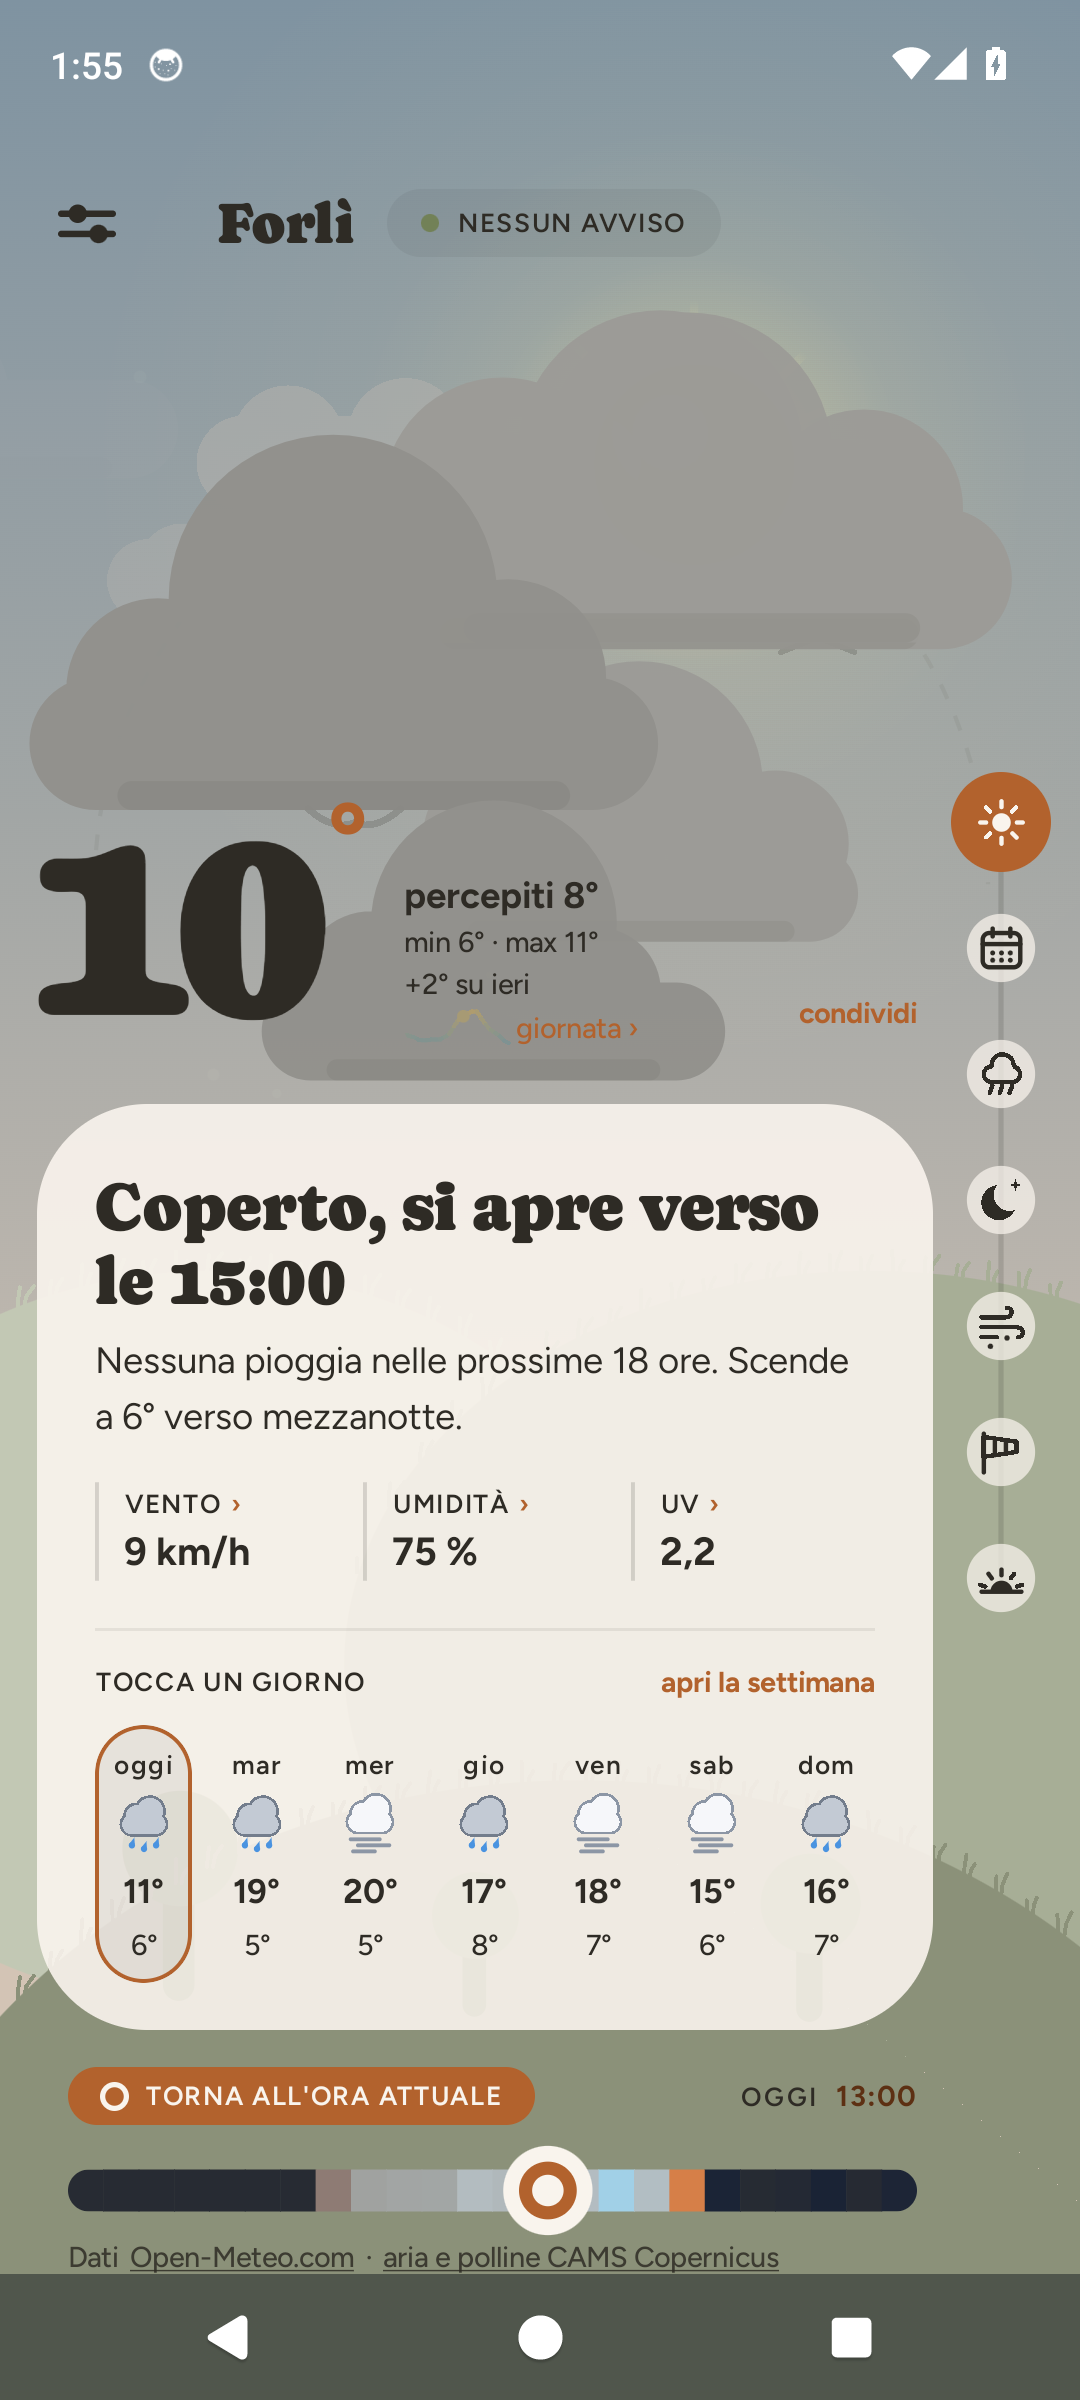 1:55
Forlì
NESSUN AVVISO
10°
percepiti 8°
min 6° · max 11°
+2° su ieri
giornata ›
condividi
Coperto, si apre verso
le 15:00
Nessuna pioggia nelle prossime 18 ore. Scende
a 6° verso mezzanotte.
VENTO › UMIDITÀ › UV ›
9 km/h 75 % 2,2
TOCCA UN GIORNO apri la settimana
oggi mar mer gio ven sab dom
11° 19° 20° 17° 18° 15° 16°
6° 5° 5° 8° 7° 6° 7°
TORNA ALL'ORA ATTUALE OGGI 13:00
Dati Open-Meteo.com · aria e polline CAMS Copernicus